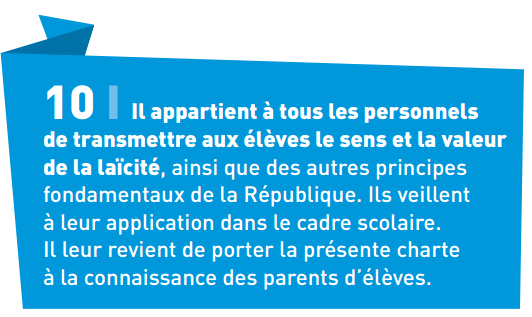 10 | Il appartient à tous les personnels
de transmettre aux élèves le sens et la valeur
de la laïcité, ainsi que des autres principes
fondamentaux de la République. Ils veillent
à leur application dans le cadre scolaire.
Il leur revient de porter la présente charte
à la connaissance des parents d’élèves.